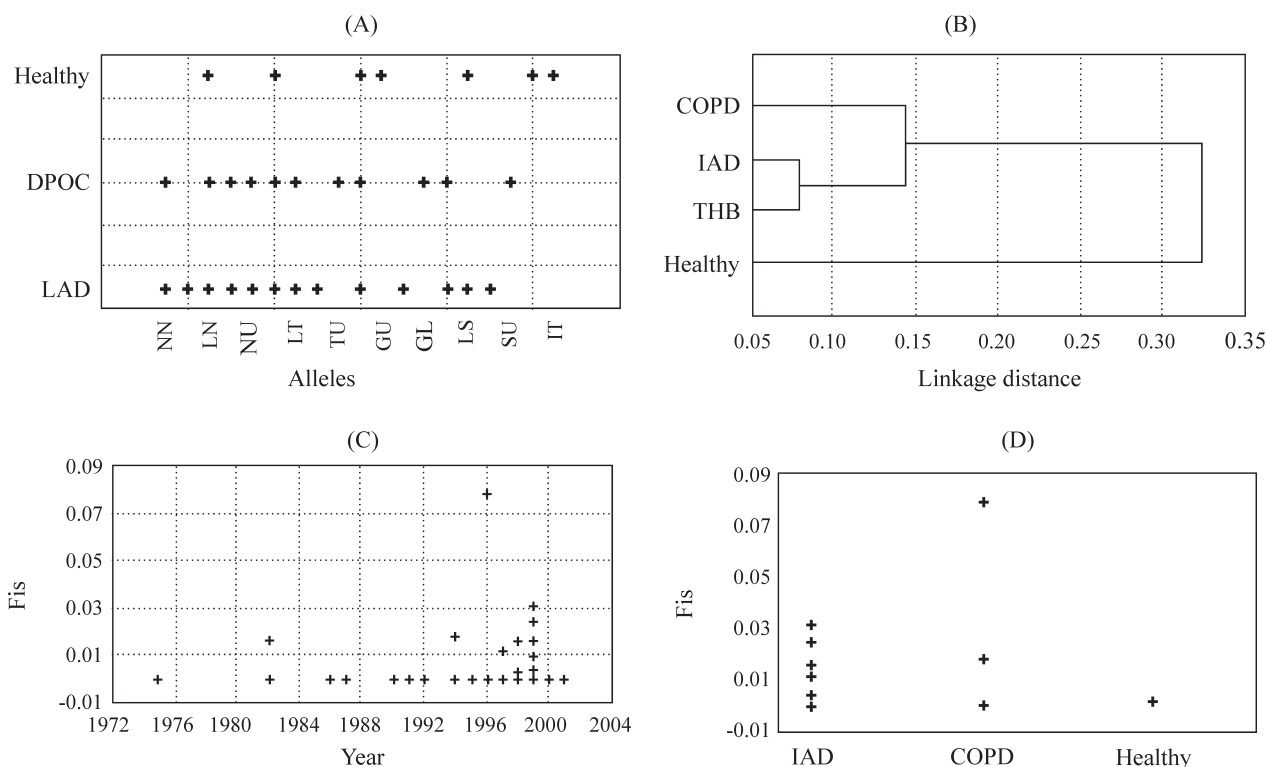 (A)
Healthy
DPOC
LAD
NN LN NU LT TU GU GL LS SU IT
Alleles
(B)
COPD
IAD
THB
Healthy
0.05 0.10 0.15 0.20 0.25 0.30 0.35
Linkage distance
(C)
0.09
0.07
0.05
0.03
0.01
-0.01
Fis
1972 1976 1980 1984 1988 1992 1996 2000 2004
Year
(D)
0.09
0.07
0.05
0.03
0.01
-0.01
Fis
IAD COPD Healthy